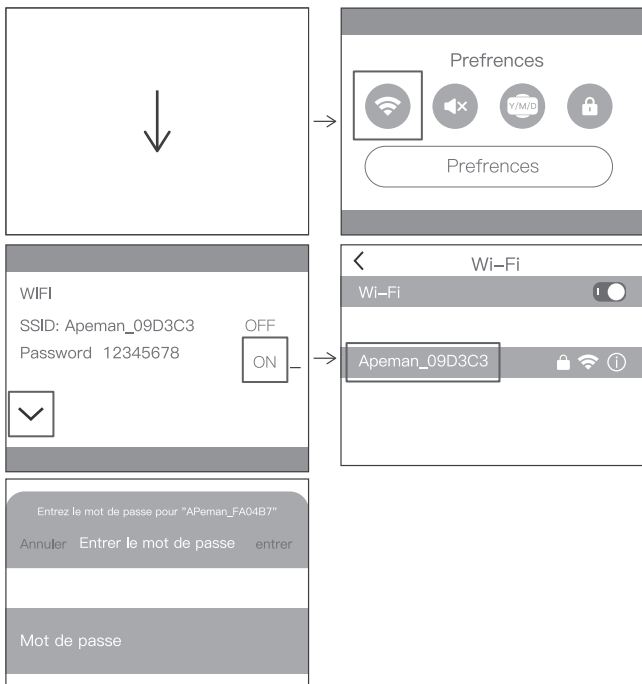 Prefrences
Y/M/D
Prefrences
WIFI
SSID: Apeman_09D3C3 OFF
Password 12345678 ON _
Wi-Fi
Wi-Fi
Apeman_09D3C3
Entrez le mot de passe pour "APeman_FA04B7"
Annuler Entrer le mot de passe entrer
Mot de passe